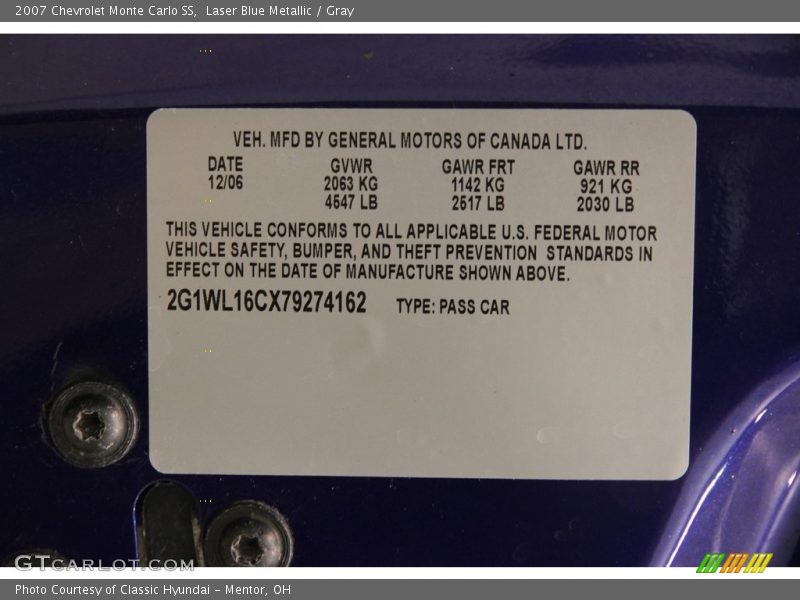 2007 Chevrolet Monte Carlo SS, Laser Blue Metallic / Gray
VEH. MFD BY GENERAL MOTORS OF CANADA LTD.
DATE GVWR GAWR FRT GAWR RR
12/06 2063 KG 1142 KG 921 KG
4547 LB 2517 LB 2030 LB
THIS VEHICLE CONFORMS TO ALL APPLICABLE U.S. FEDERAL MOTOR
VEHICLE SAFETY, BUMPER, AND THEFT PREVENTION STANDARDS IN
EFFECT ON THE DATE OF MANUFACTURE SHOWN ABOVE.
2G1WL16CX79274162 TYPE: PASS CAR
GTCARLOT.COM
Photo Courtesy of Classic Hyundai - Mentor, OH